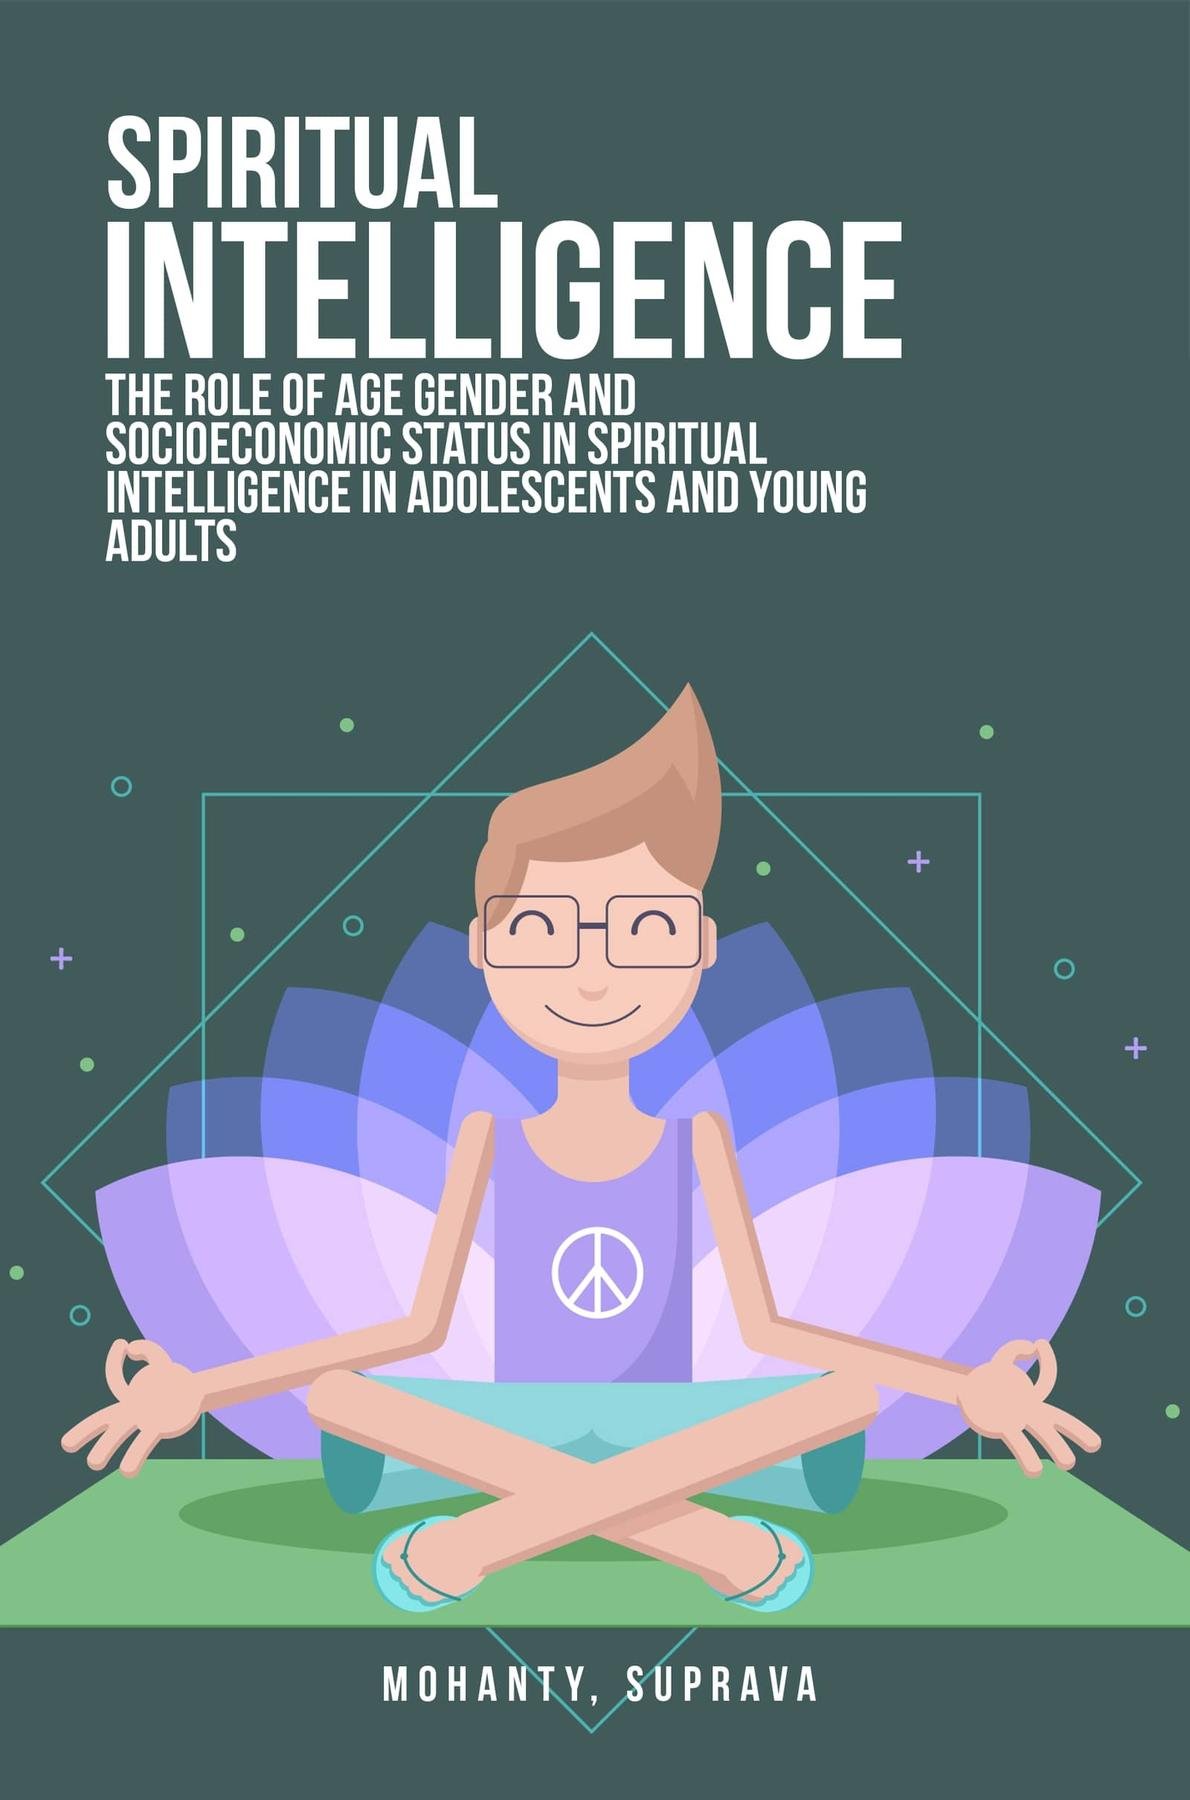 SPIRITUAL
INTELLIGENCE
THE ROLE OF AGE GENDER AND
SOCIOECONOMIC STATUS IN SPIRITUAL
INTELLIGENCE IN ADOLESCENTS AND YOUNG
ADULTS
MOHANTY, SUPRAVA